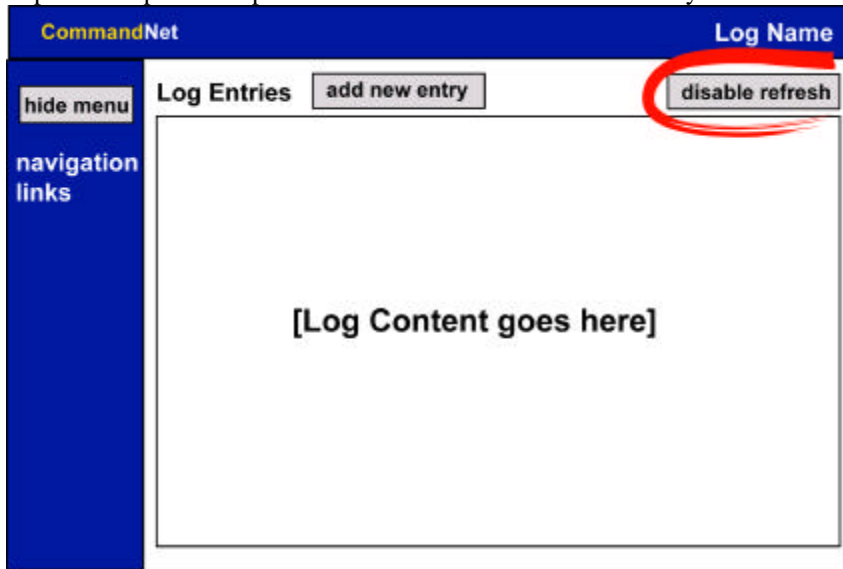 CommandNet
Log Name
hide menu
Log Entries
add new entry
disable refresh
navigation
links
[Log Content goes here]